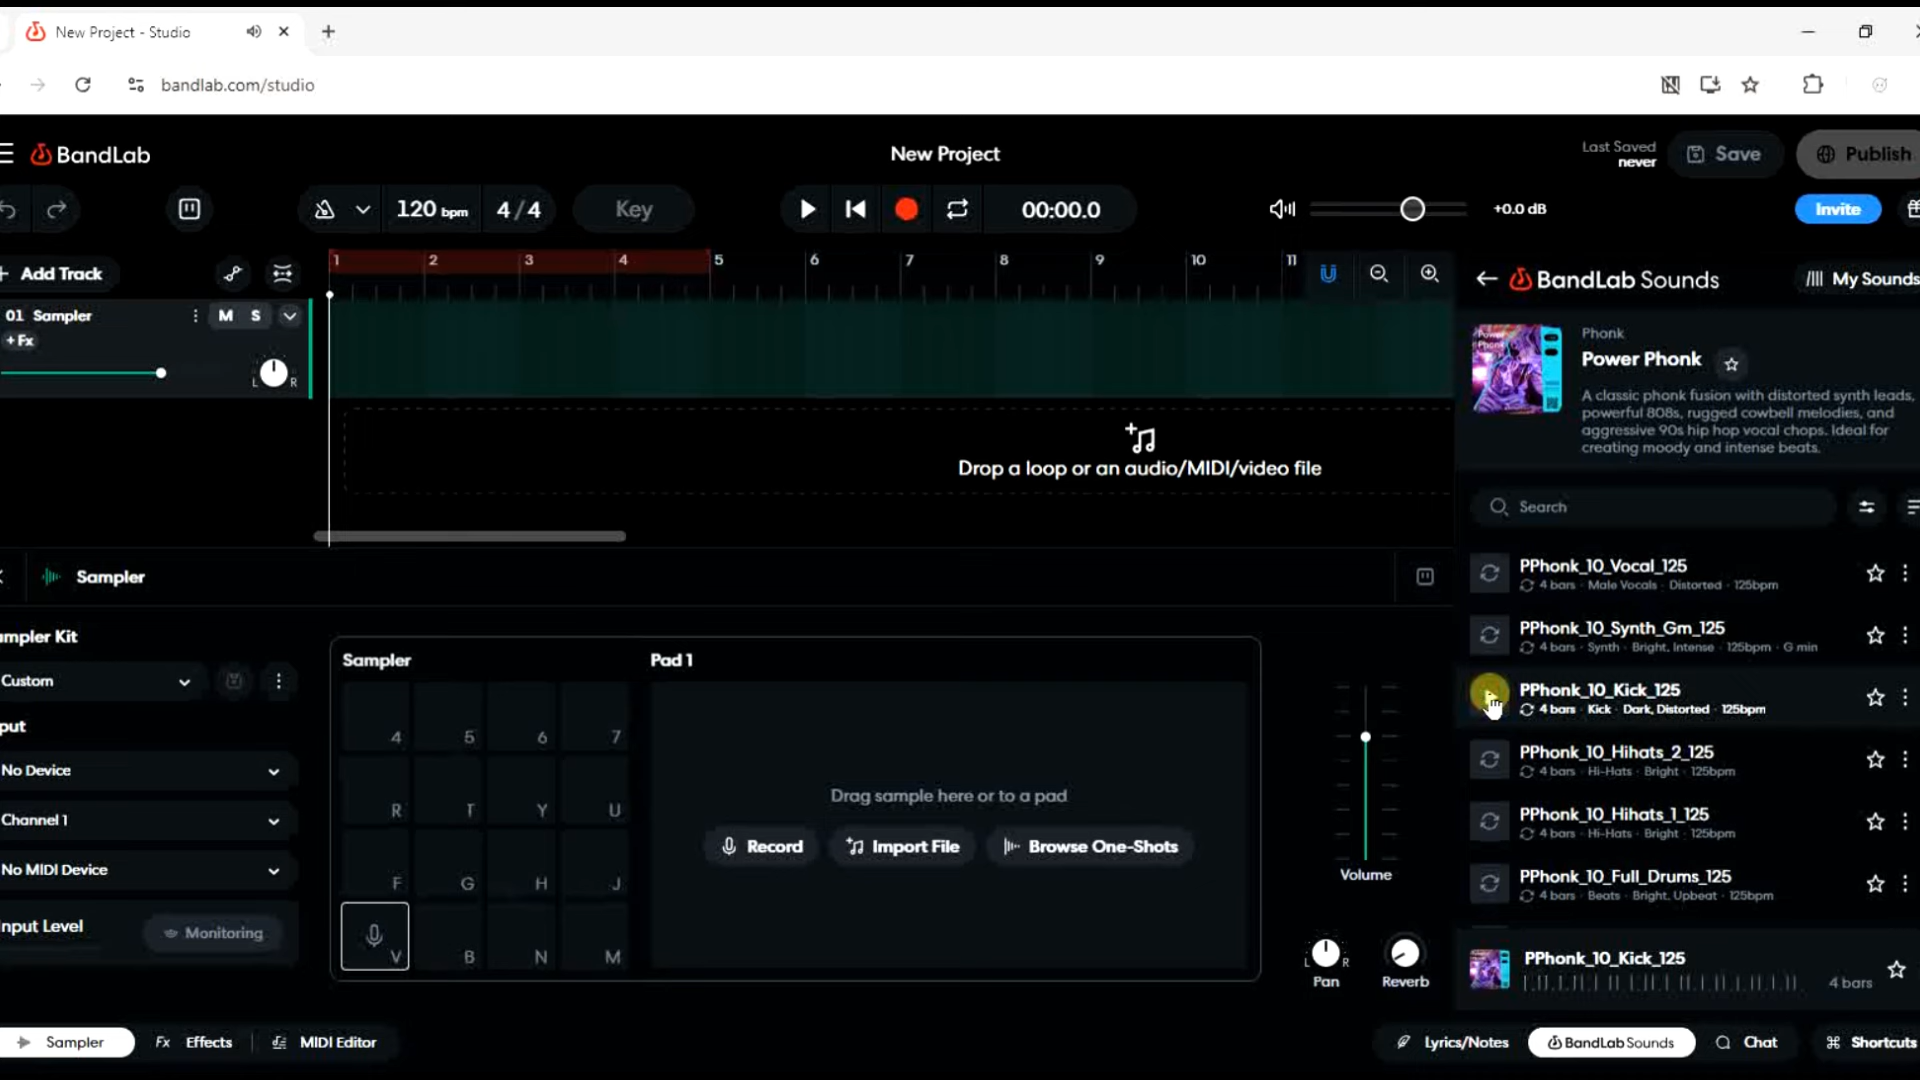 New Project - Studio
bandlab.com/studio
BandLab
New Project
Last Saved
never
Save
Publish
120 bpm
4/4
Key
00:00.0
+0.0 dB
Invite
+ Add Track
1 2 3 4 5 6 7 8 9 10 11
BandLab Sounds
My Sounds
01 Sampler
M S
+Fx
L R
Drop a loop or an audio/MIDI/video file
Phonk
Power Phonk
A classic phonk fusion with distorted synth leads,
powerful 808s, rugged cowbell melodies, and
aggressive 90s hip hop vocal chops. Ideal for
creating moody and intense beats.
Search
PPhonk_10_Vocal_125
4 bars · Male Vocals · Distorted · 125bpm
PPhonk_10_Synth_Gm_125
4 bars · Synth · Bright, Intense · 125bpm · G min
PPhonk_10_Kick_125
4 bars · Kick · Dark, Distorted · 125bpm
PPhonk_10_Hihats_2_125
4 bars · Hi-Hats · Bright · 125bpm
PPhonk_10_Hihats_1_125
4 bars · Hi-Hats · Bright · 125bpm
PPhonk_10_Full_Drums_125
4 bars · Beats · Bright, Upbeat · 125bpm
PPhonk_10_Kick_125
4 bars
Sampler
ampler Kit
Custom
put
No Device
Channel 1
No MIDI Device
nput Level
Monitoring
Sampler
Pad 1
4 5 6 7
R T Y U
F G H J
V B N M
Drag sample here or to a pad
Record
Import File
Browse One-Shots
Volume
L R
Pan
Reverb
Sampler
Fx Effects
MIDI Editor
Lyrics/Notes
BandLab Sounds
Chat
Shortcuts